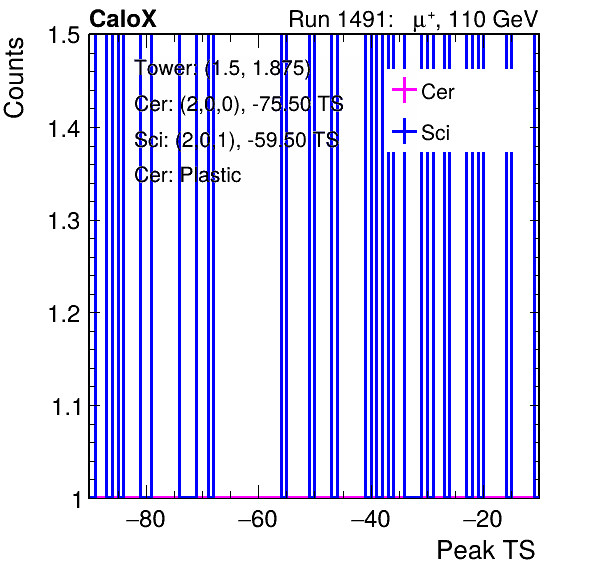 CaloX Run 1491: μ⁺, 110 GeV
Counts
Tower: (1.5, 1.875)
Cer: (2,0,0), -75.50 TS
Sci: (2,0,1), -59.50 TS
Cer: Plastic
Cer
Sci
1.5
1.4
1.3
1.2
1.1
1
−80 −60 −40 −20
Peak TS